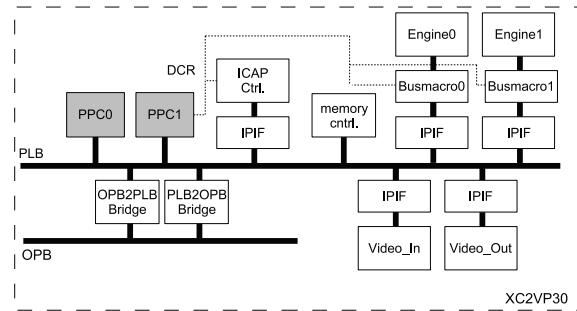 Engine0
Engine1
DCR
ICAP
Ctrl.
Busmacro0
Busmacro1
PPC0
PPC1
memory
cntrl.
IPIF
IPIF
IPIF
PLB
OPB2PLB
Bridge
PLB2OPB
Bridge
IPIF
IPIF
OPB
Video_In
Video_Out
XC2VP30